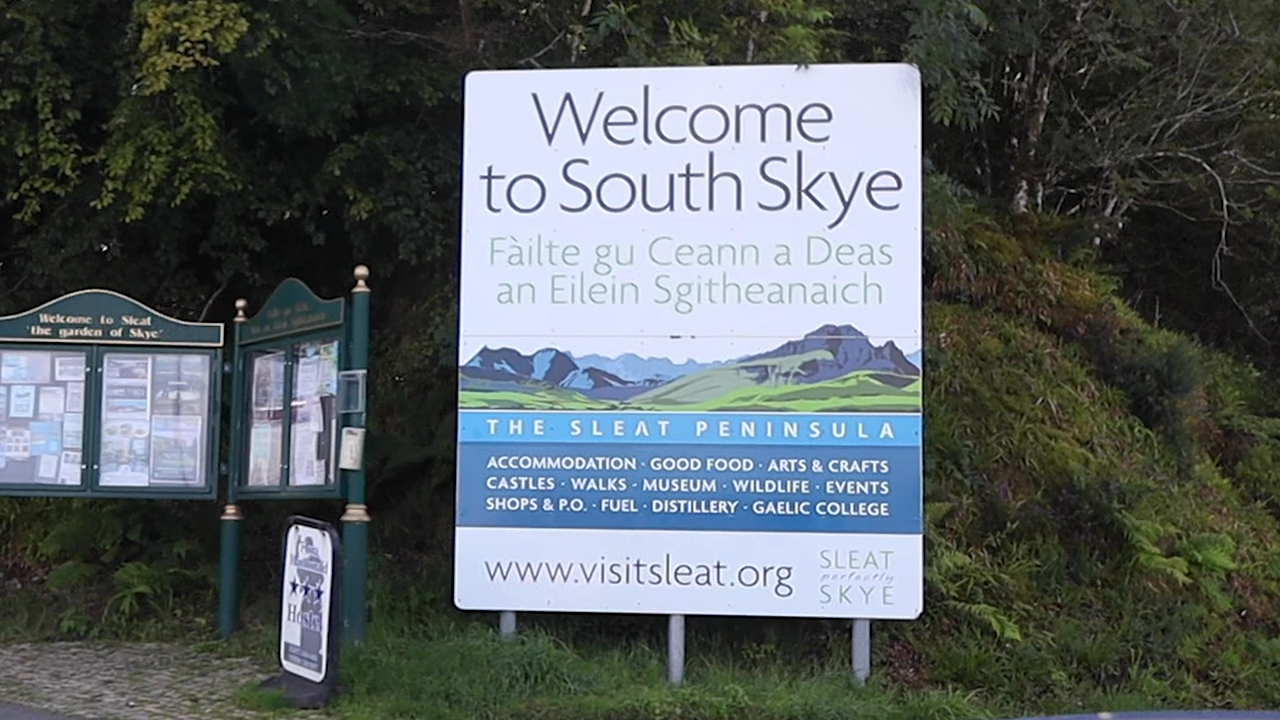 Welcome to Sleat
'the garden of Skye'
Welcome
to South Skye
Fàilte gu Ceann a Deas
an Eilein Sgitheanaich
THE SLEAT PENINSULA
ACCOMMODATION · GOOD FOOD · ARTS & CRAFTS
CASTLES · WALKS · MUSEUM · WILDLIFE · EVENTS
SHOPS & P.O. · FUEL · DISTILLERY · GAELIC COLLEGE
www.visitsleat.org
SLEAT
perfectly
SKYE
Hostel